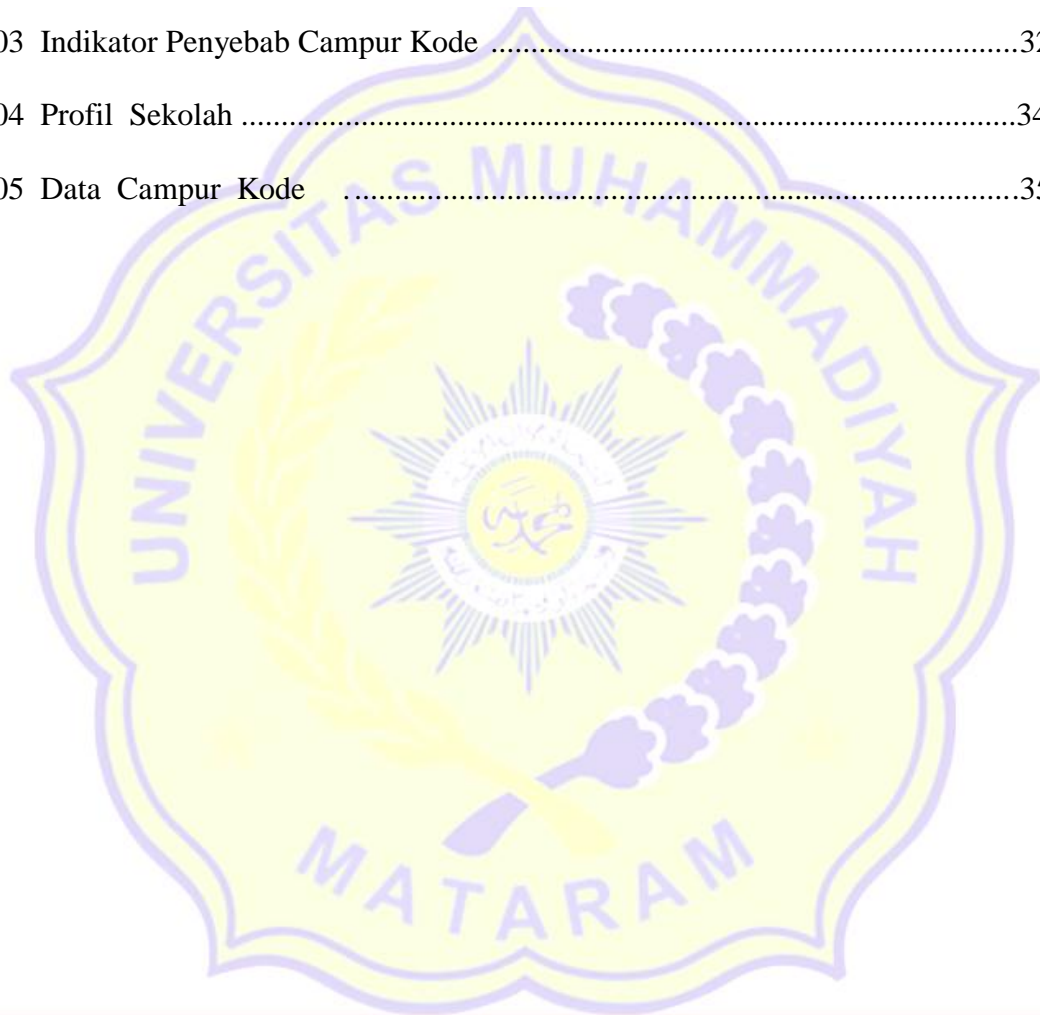 03 Indikator Penyebab Campur Kode ........................................................................32
04 Profil Sekolah ........................................................................34
05 Data Campur Kode ........................................................................35
UNIVERSITAS MUHAMMADIYAH
MATARAM